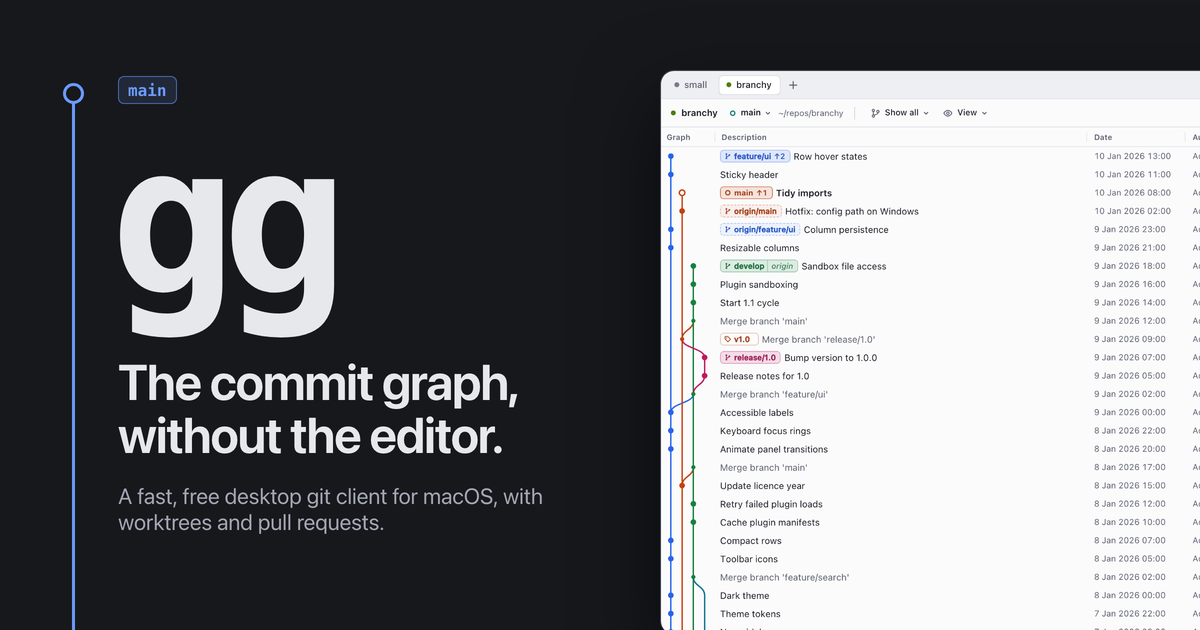 main
gg
The commit graph,
without the editor.
A fast, free desktop git client for macOS, with
worktrees and pull requests.
small branchy +
branchy main ~/repos/branchy Show all View
Graph Description Date
feature/ui ↑2 Row hover states 10 Jan 2026 13:00
Sticky header 10 Jan 2026 11:00
main ↑1 Tidy imports 10 Jan 2026 08:00
origin/main Hotfix: config path on Windows 10 Jan 2026 02:00
origin/feature/ui Column persistence 9 Jan 2026 23:00
Resizable columns 9 Jan 2026 21:00
develop origin Sandbox file access 9 Jan 2026 18:00
Plugin sandboxing 9 Jan 2026 16:00
Start 1.1 cycle 9 Jan 2026 14:00
Merge branch 'main' 9 Jan 2026 12:00
v1.0 Merge branch 'release/1.0' 9 Jan 2026 09:00
release/1.0 Bump version to 1.0.0 9 Jan 2026 07:00
Release notes for 1.0 9 Jan 2026 05:00
Merge branch 'feature/ui' 9 Jan 2026 02:00
Accessible labels 9 Jan 2026 00:00
Keyboard focus rings 8 Jan 2026 22:00
Animate panel transitions 8 Jan 2026 20:00
Merge branch 'main' 8 Jan 2026 17:00
Update licence year 8 Jan 2026 15:00
Retry failed plugin loads 8 Jan 2026 12:00
Cache plugin manifests 8 Jan 2026 10:00
Compact rows 8 Jan 2026 07:00
Toolbar icons 8 Jan 2026 05:00
Merge branch 'feature/search' 8 Jan 2026 02:00
Dark theme 8 Jan 2026 00:00
Theme tokens 7 Jan 2026 22:00